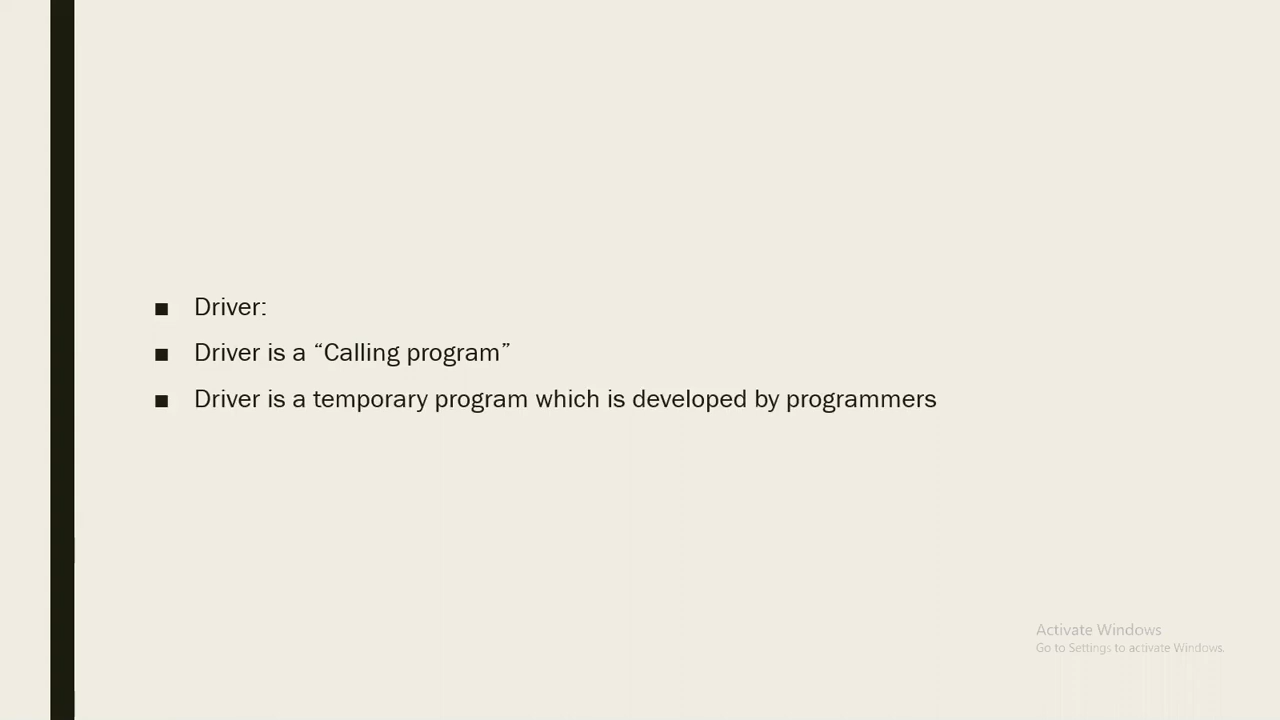 ■ Driver:
■ Driver is a “Calling program”
■ Driver is a temporary program which is developed by programmers
Activate Windows
Go to Settings to activate Windows.